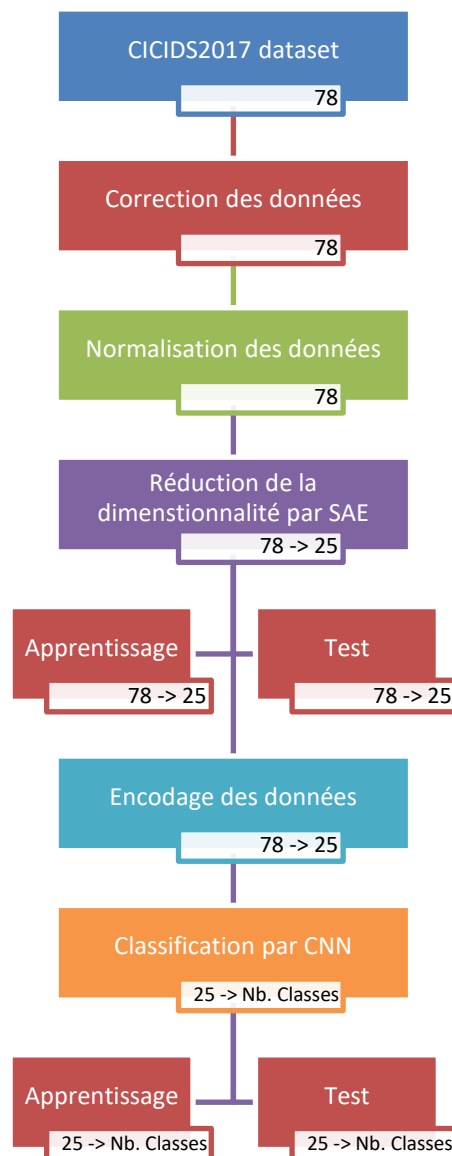 CICIDS2017 dataset
78
Correction des données
78
Normalisation des données
78
Réduction de la
dimenstionnalité par SAE
78 -> 25
Apprentissage
78 -> 25
Test
78 -> 25
Encodage des données
78 -> 25
Classification par CNN
25 -> Nb. Classes
Apprentissage
25 -> Nb. Classes
Test
25 -> Nb. Classes